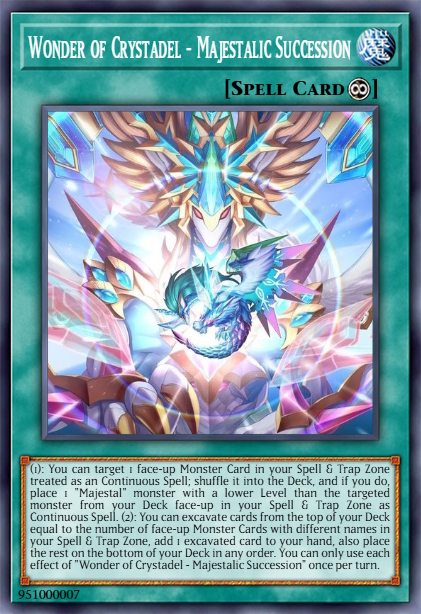 Wonder of Crystadel - Majestalic Succession
魔
[Spell Card]
(1): You can target 1 face-up Monster Card in your Spell & Trap Zone
treated as an Continuous Spell; shuffle it into the Deck, and if you do,
place 1 "Majestal" monster with a lower Level than the targeted
monster from your Deck face-up in your Spell & Trap Zone as
Continuous Spell. (2): You can excavate cards from the top of your Deck
equal to the number of face-up Monster Cards with different names in
your Spell & Trap Zone, add 1 excavated card to your hand, also place
the rest on the bottom of your Deck in any order. You can only use each
effect of "Wonder of Crystadel - Majestalic Succession" once per turn.
951000007